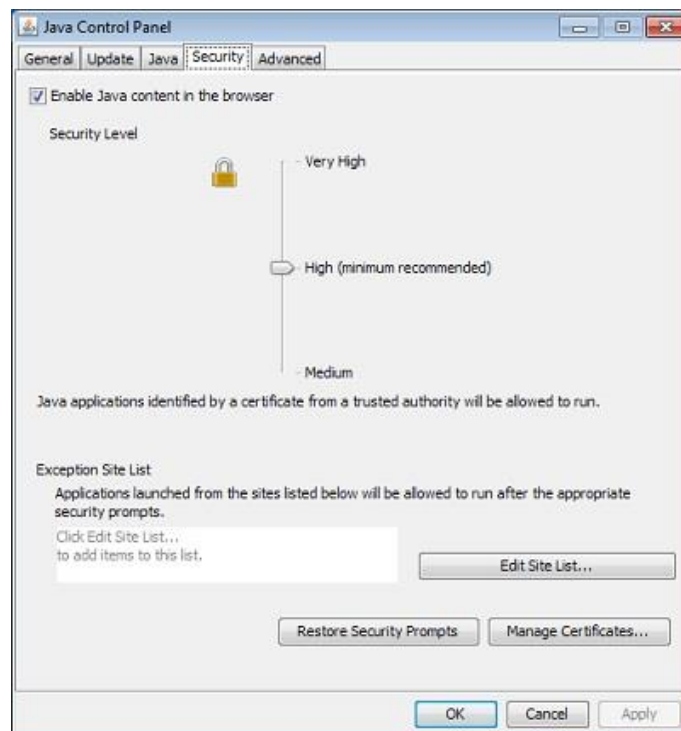 Java Control Panel
General Update Java Security Advanced
Enable Java content in the browser
Security Level
Very High
High (minimum recommended)
Medium
Java applications identified by a certificate from a trusted authority will be allowed to run.
Exception Site List
Applications launched from the sites listed below will be allowed to run after the appropriate
security prompts.
Click Edit Site List...
to add items to this list.
Edit Site List...
Restore Security Prompts Manage Certificates...
OK Cancel Apply